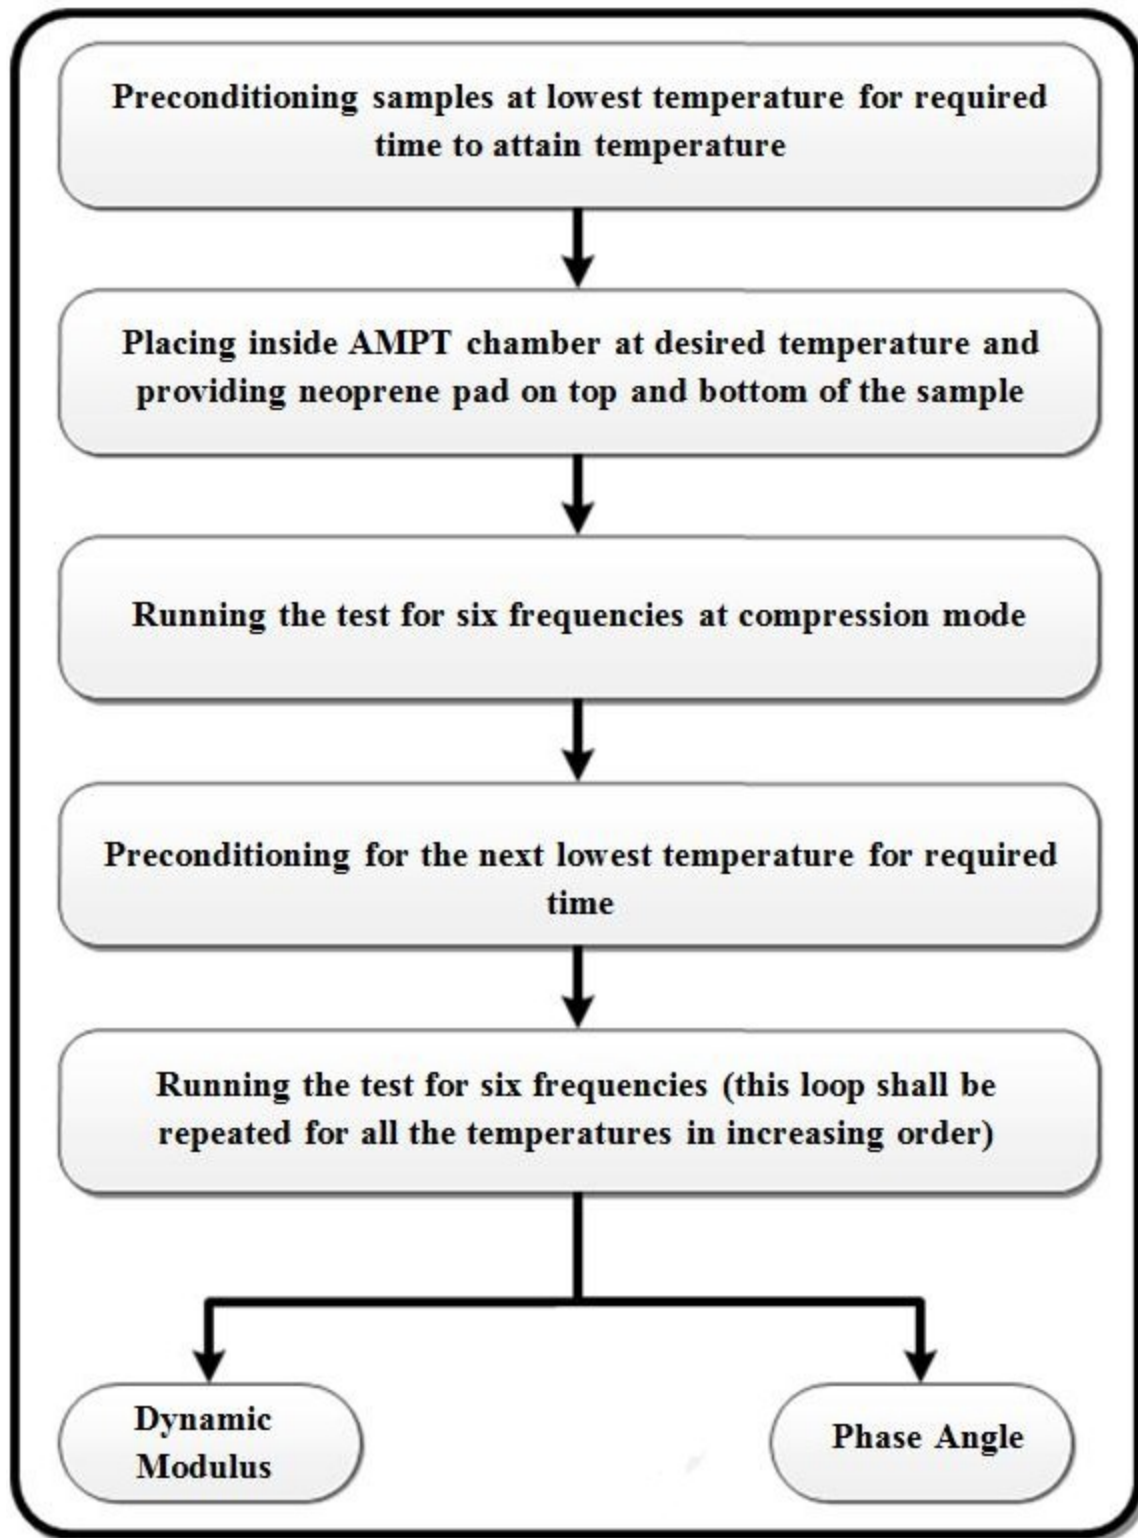 Preconditioning samples at lowest temperature for required
time to attain temperature
Placing inside AMPT chamber at desired temperature and
providing neoprene pad on top and bottom of the sample
Running the test for six frequencies at compression mode
Preconditioning for the next lowest temperature for required
time
Running the test for six frequencies (this loop shall be
repeated for all the temperatures in increasing order)
Dynamic
Modulus
Phase Angle